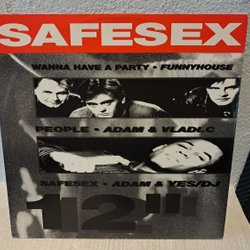 SAFESEX
WANNA HAVE A PARTY • FUNNYHOUSE
PEOPLE • ADAM & VLADI.C
SAFESEX • ADAM & YES/DJ
12"